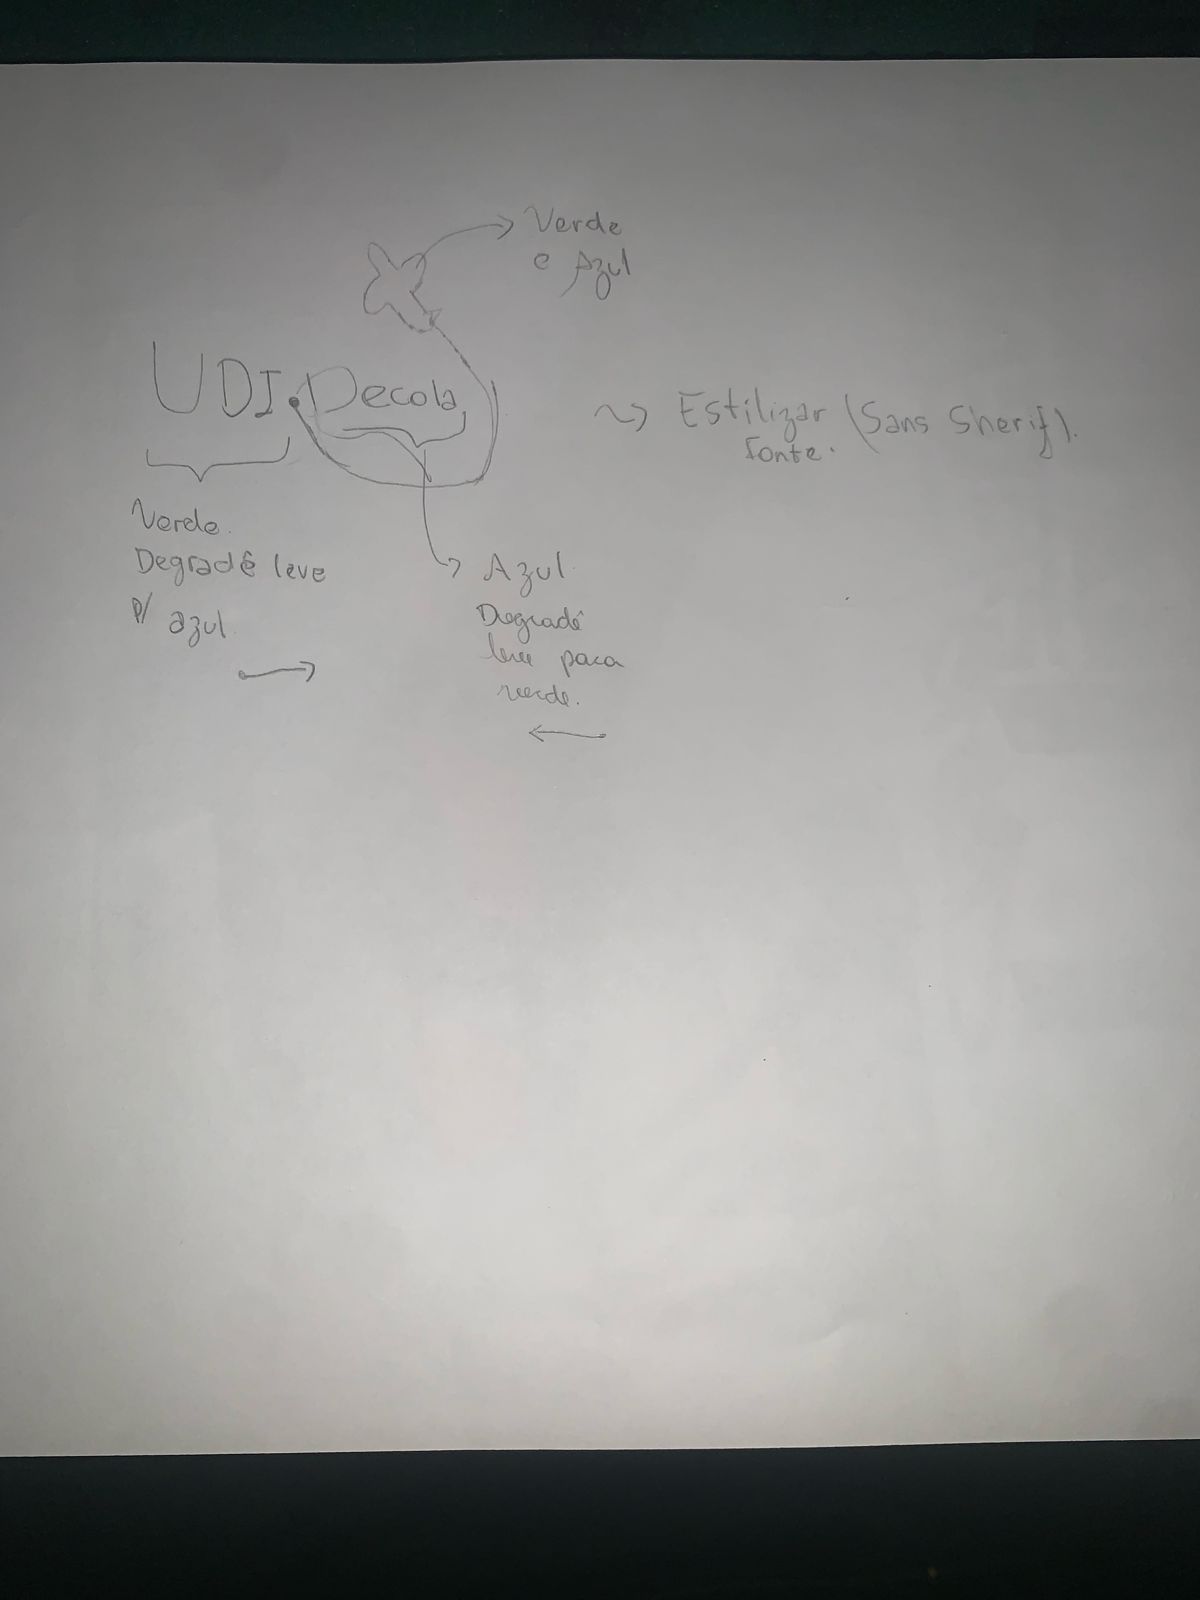 Verde
e Azul
UDI.Decola
~> Estilizar (Sans Sherif).
fonte.
Verde.
Degradê leve
p/ azul.
Azul.
Degradê
leve para
verde.